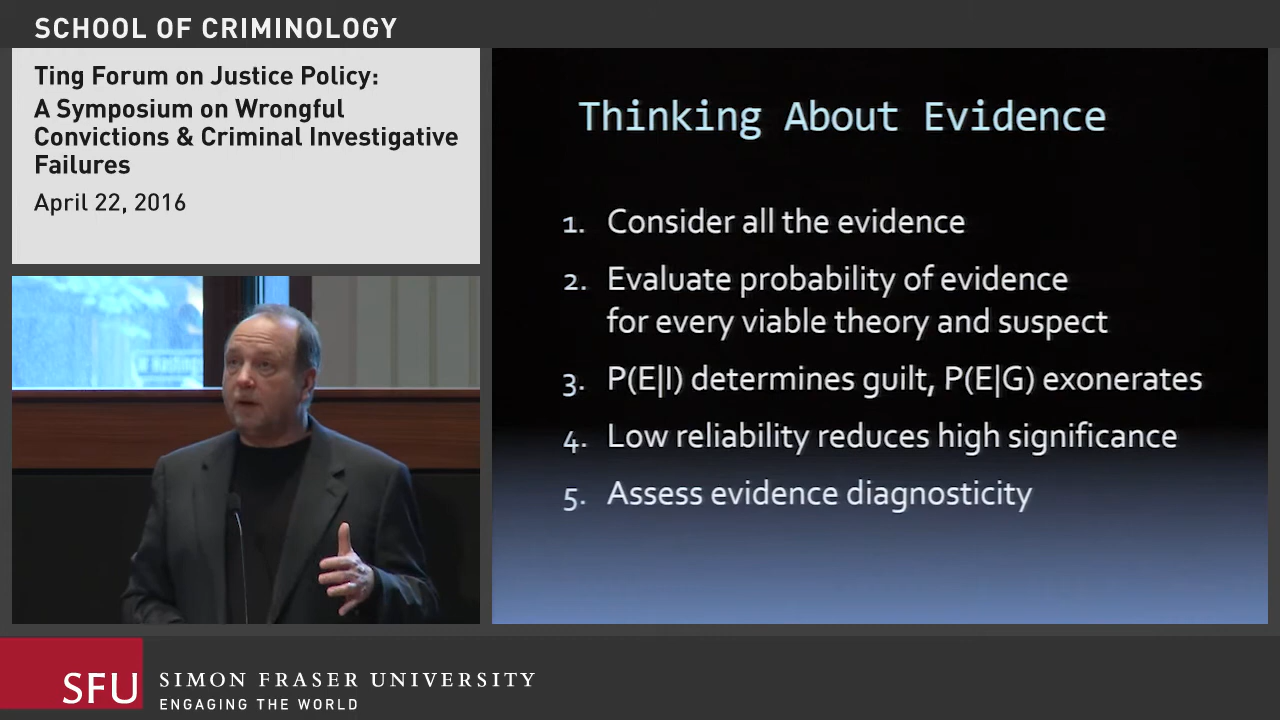 SCHOOL OF CRIMINOLOGY
Ting Forum on Justice Policy:
A Symposium on Wrongful
Convictions & Criminal Investigative
Failures
April 22, 2016
Thinking About Evidence
1. Consider all the evidence
2. Evaluate probability of evidence
for every viable theory and suspect
3. P(E|I) determines guilt, P(E|G) exonerates
4. Low reliability reduces high significance
5. Assess evidence diagnosticity
SFU
SIMON FRASER UNIVERSITY
ENGAGING THE WORLD